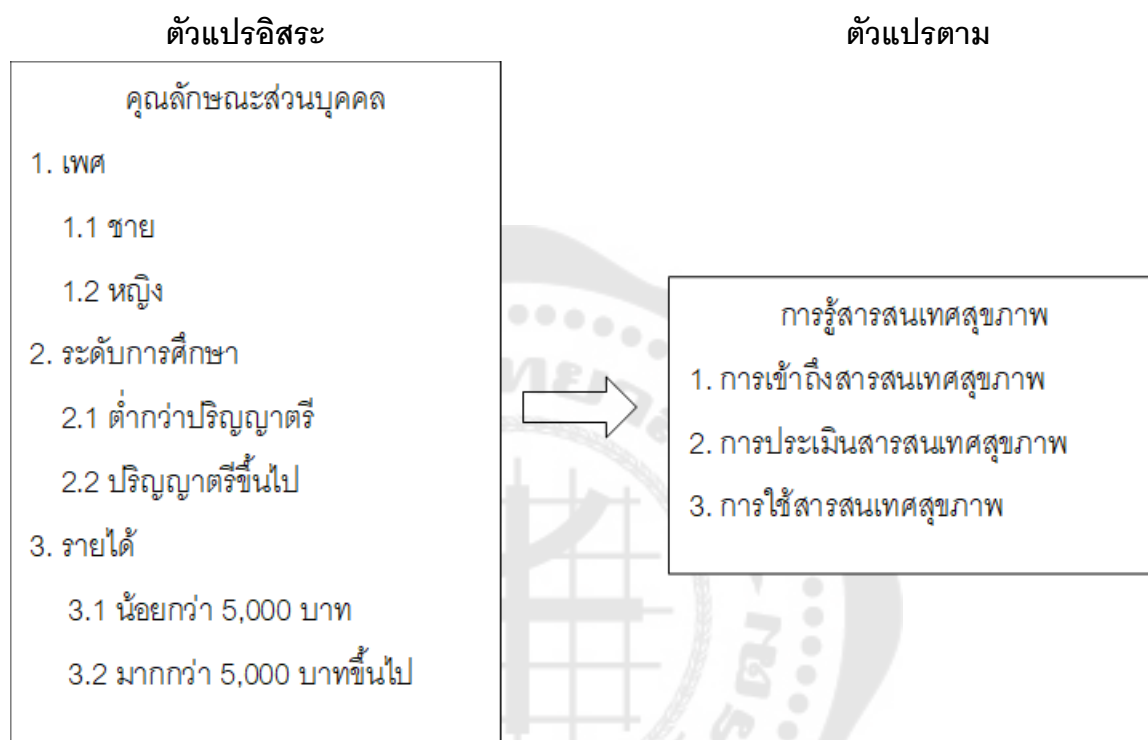 ตัวแปรอิสระ
ตัวแปรตาม
คุณลักษณะส่วนบุคคล
1. เพศ
1.1 ชาย
1.2 หญิง
2. ระดับการศึกษา
2.1 ต่ำกว่าปริญญาตรี
2.2 ปริญญาตรีขึ้นไป
3. รายได้
3.1 น้อยกว่า 5,000 บาท
3.2 มากกว่า 5,000 บาทขึ้นไป
การรู้สารสนเทศสุขภาพ
1. การเข้าถึงสารสนเทศสุขภาพ
2. การประเมินสารสนเทศสุขภาพ
3. การใช้สารสนเทศสุขภาพ